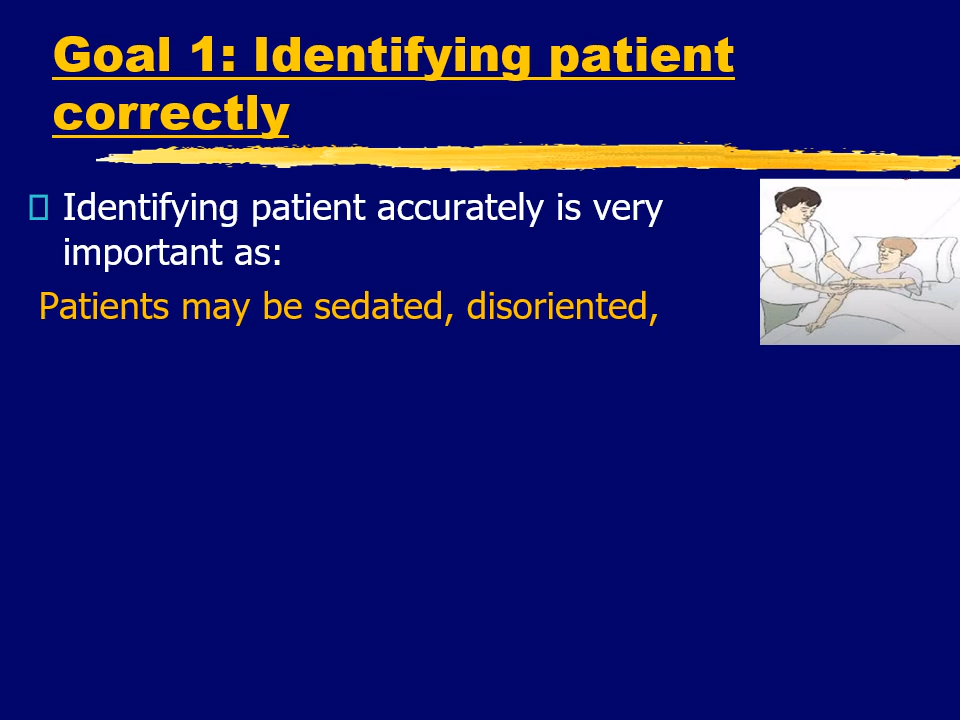 Goal 1: Identifying patient
correctly
Identifying patient accurately is very
important as:
Patients may be sedated, disoriented,